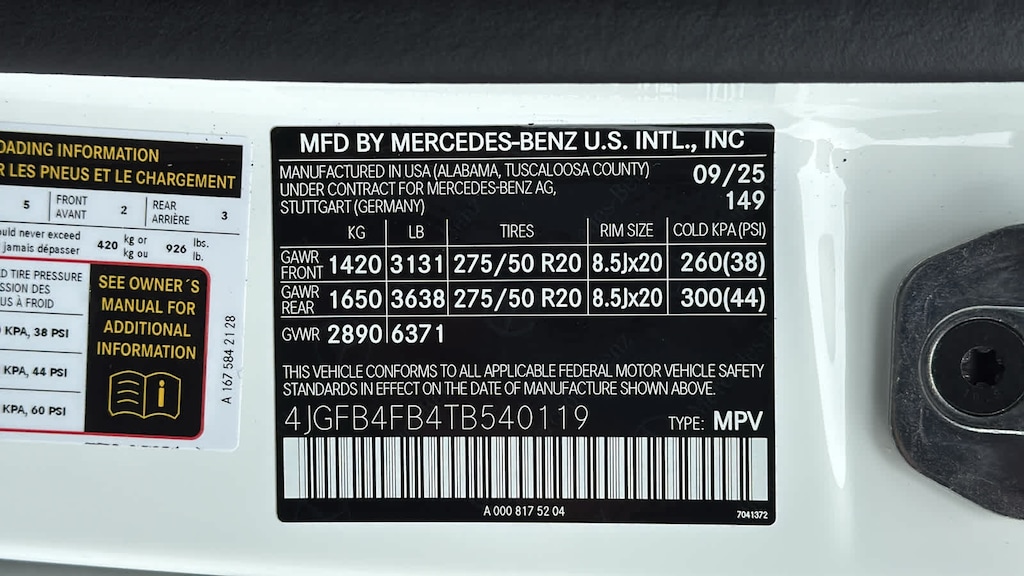 OADING INFORMATION
R LES PNEUS ET LE CHARGEMENT
5 FRONT AVANT 2 REAR ARRIÈRE 3
ould never exceed
jamais dépasser 420 kg or kg ou 926 lbs. lb.
D TIRE PRESSURE
SSION DES
US À FROID
KPA, 38 PSI
KPA, 44 PSI
KPA, 60 PSI
SEE OWNER´S
MANUAL FOR
ADDITIONAL
INFORMATION
A 167 584 21 28
MFD BY MERCEDES-BENZ U.S. INTL., INC
MANUFACTURED IN USA (ALABAMA, TUSCALOOSA COUNTY) 09/25
UNDER CONTRACT FOR MERCEDES-BENZ AG,
STUTTGART (GERMANY) 149
KG LB TIRES RIM SIZE COLD KPA (PSI)
GAWR FRONT 1420 3131 275/50 R20 8.5Jx20 260(38)
GAWR REAR 1650 3638 275/50 R20 8.5Jx20 300(44)
GVWR 2890 6371
THIS VEHICLE CONFORMS TO ALL APPLICABLE FEDERAL MOTOR VEHICLE SAFETY
STANDARDS IN EFFECT ON THE DATE OF MANUFACTURE SHOWN ABOVE.
4JGFB4FB4TB540119 TYPE: MPV
A 000 817 52 04
7041372